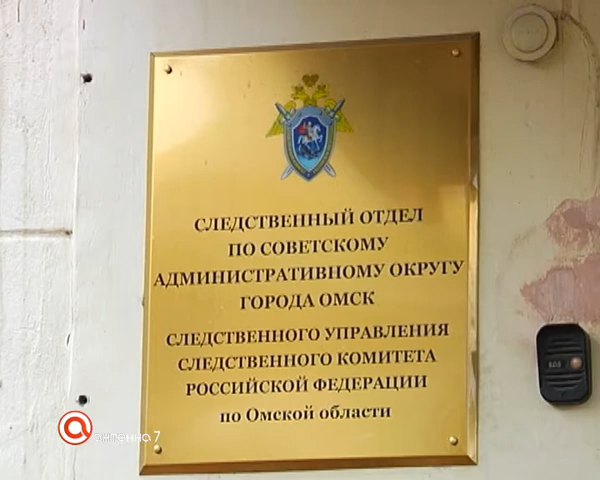 СЛЕДСТВЕННЫЙ ОТДЕЛ
ПО СОВЕТСКОМУ
АДМИНИСТРАТИВНОМУ ОКРУГУ
ГОРОДА ОМСК
СЛЕДСТВЕННОГО УПРАВЛЕНИЯ
СЛЕДСТВЕННОГО КОМИТЕТА
РОССИЙСКОЙ ФЕДЕРАЦИИ
по Омской области
антенна 7